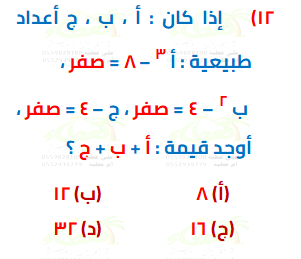 ١٢) إذا كان : أ ، ب ، ج أعداد
طبيعية : أ ٣ – ٨ = صفر ،
ب ٢ – ٤ = صفر ، ج – ٤ = صفر ،
أوجد قيمة : أ + ب + ج ؟
(أ) ٨ (ب) ١٢
(ج) ١٦ (د) ٣٢